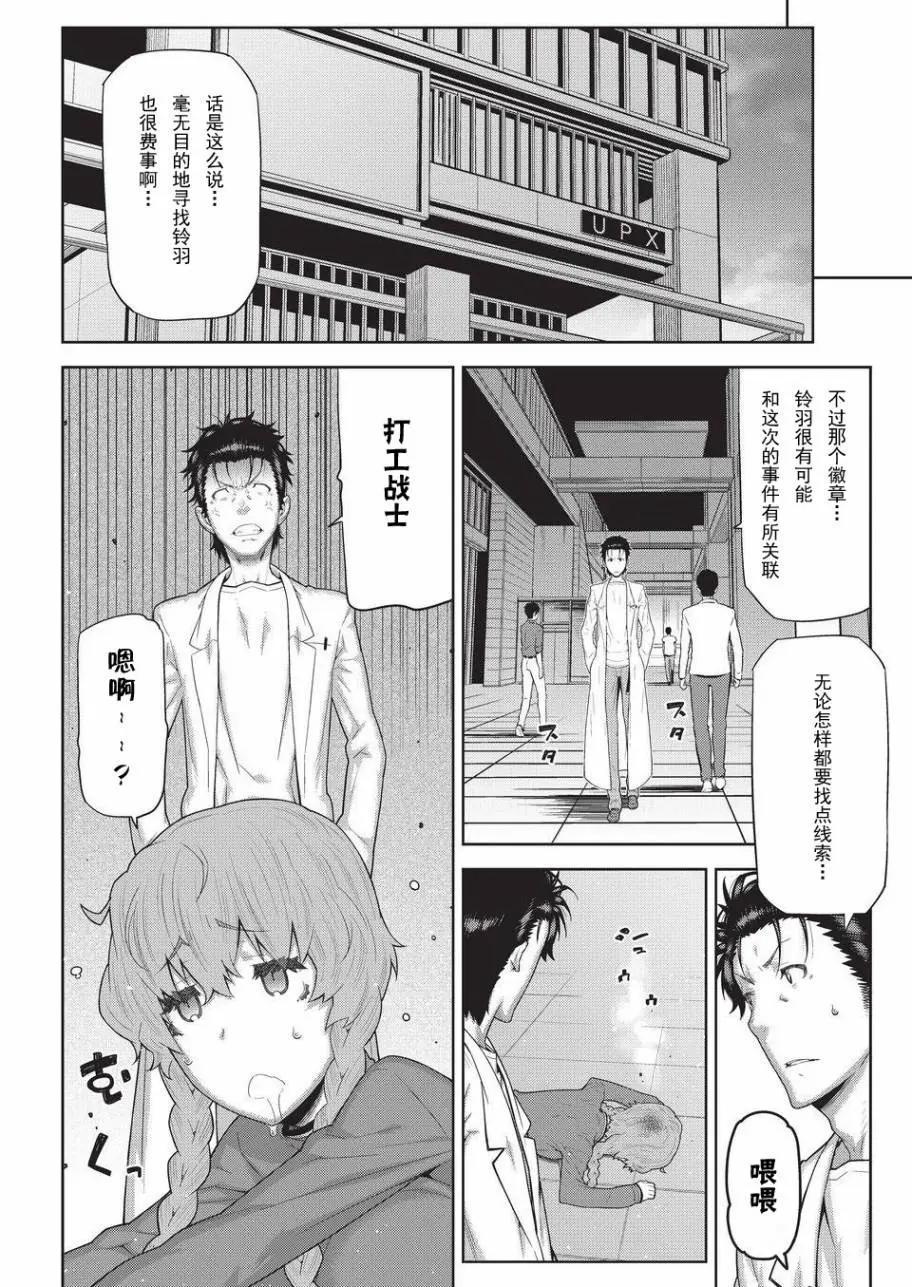 话是这么说…
毫无目的地寻找铃羽
也很费事啊…
UPX
不过那个徽章…
铃羽很有可能
和这次的事件有所关联
无论怎样都要找点线索…
スタ
スタ
喂喂
シュゥ
打工战士
嗯啊~~?
むくっ